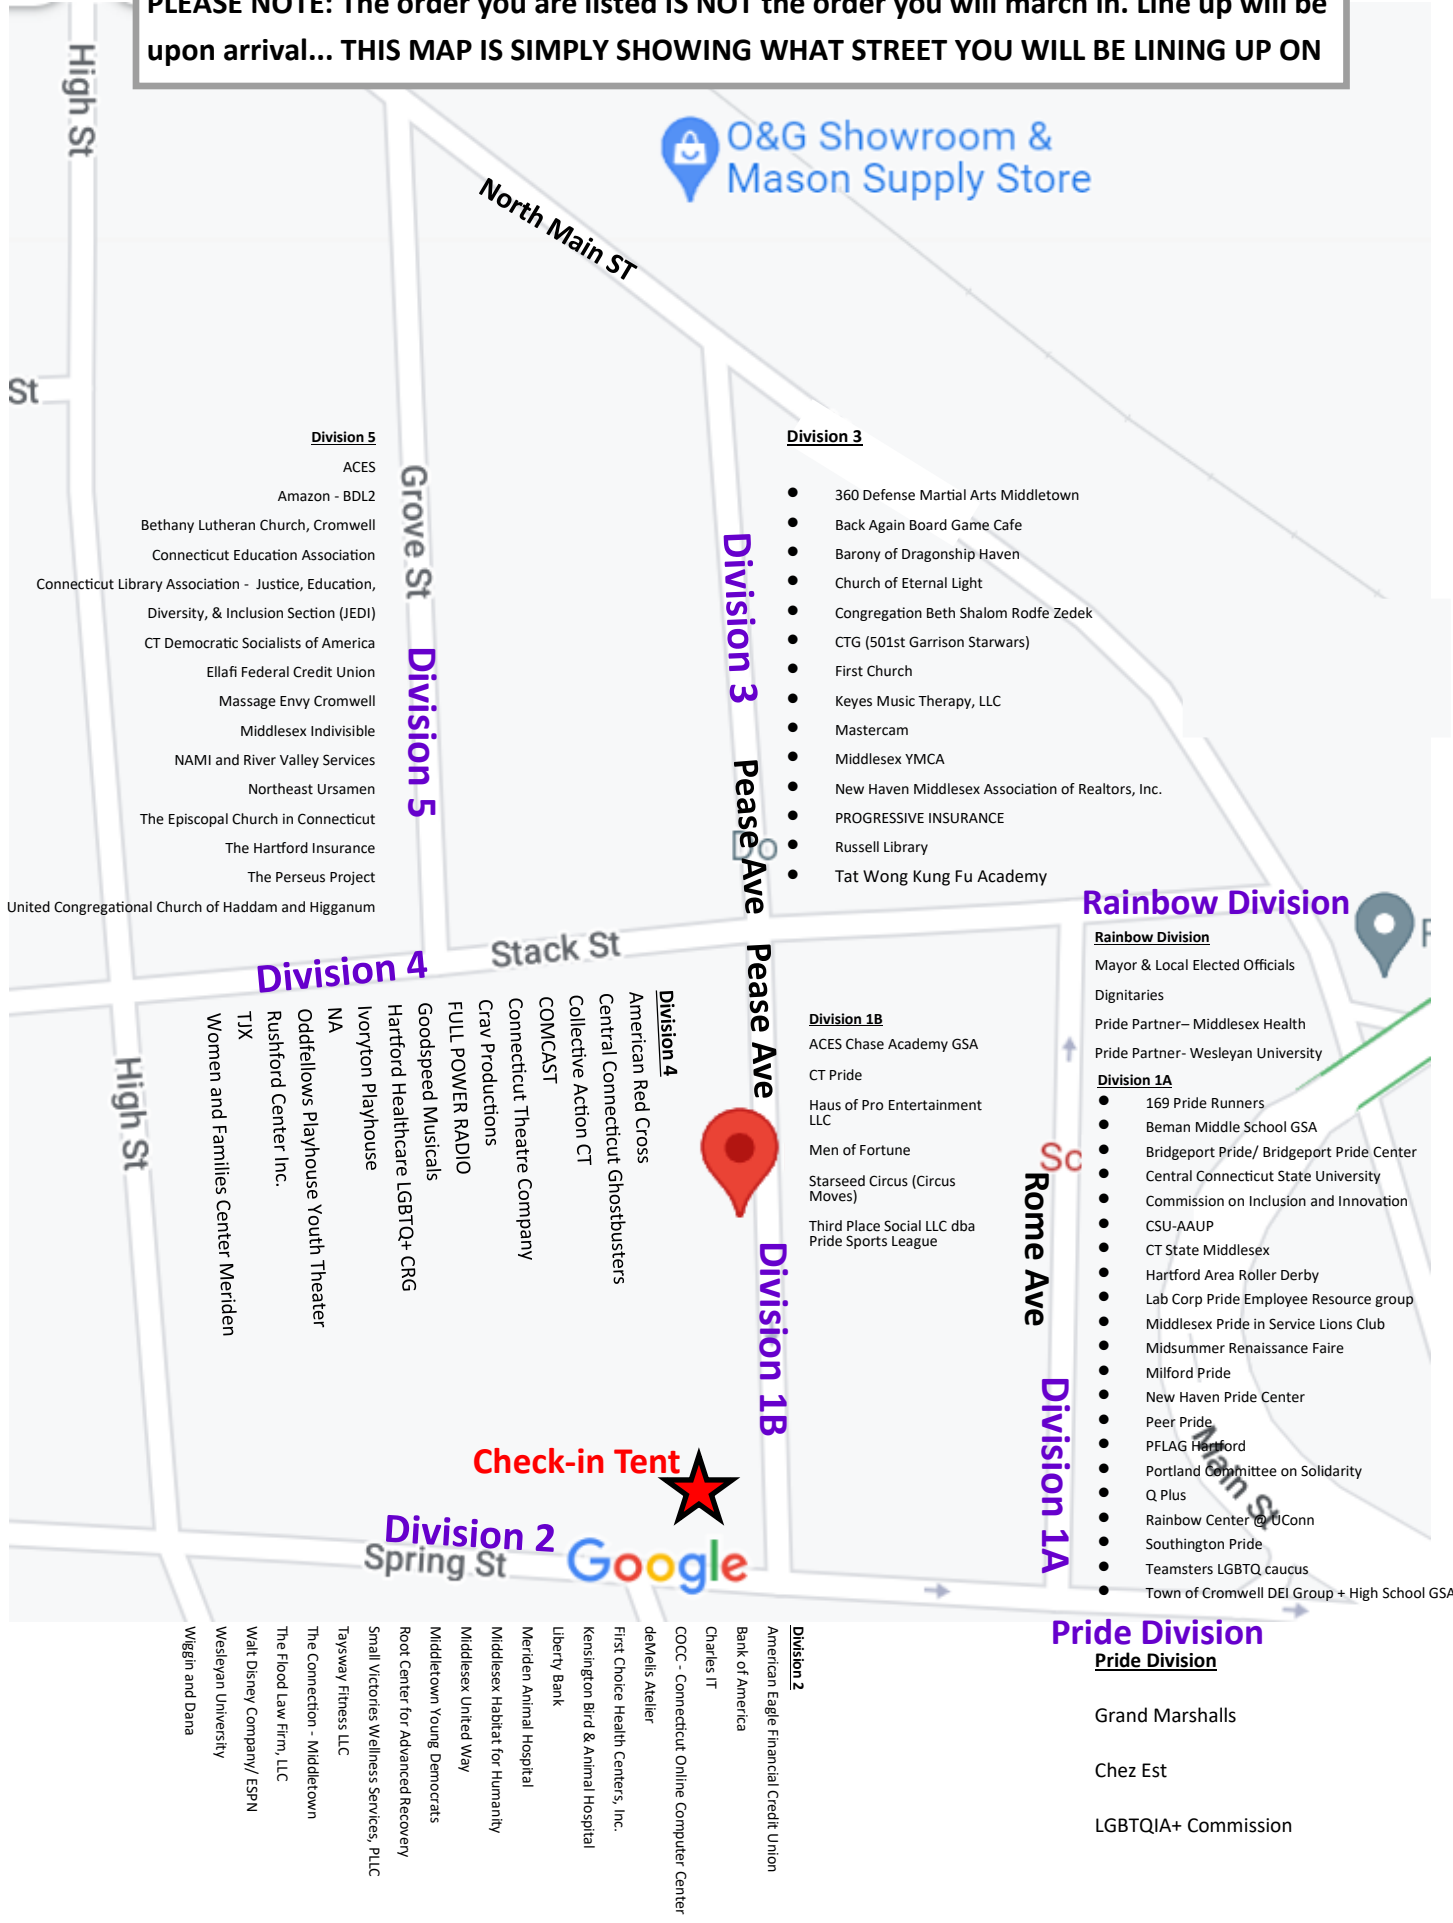 PLEASE NOTE: The order you are listed IS NOT the order you will march in. Line up will be
upon arrival... THIS MAP IS SIMPLY SHOWING WHAT STREET YOU WILL BE LINING UP ON
High St
O&G Showroom &
Mason Supply Store
North Main ST
St
Division 5
ACES
Amazon - BDL2
Bethany Lutheran Church, Cromwell
Connecticut Education Association
Connecticut Library Association - Justice, Education,
Diversity, & Inclusion Section (JEDI)
CT Democratic Socialists of America
Ellafi Federal Credit Union
Massage Envy Cromwell
Middlesex Indivisible
NAMI and River Valley Services
Northeast Ursamen
The Episcopal Church in Connecticut
The Hartford Insurance
The Perseus Project
United Congregational Church of Haddam and Higganum
Grove St
Division 5
Division 3
Pease Ave
Do
Division 3
• 360 Defense Martial Arts Middletown
• Back Again Board Game Cafe
• Barony of Dragonship Haven
• Church of Eternal Light
• Congregation Beth Shalom Rodfe Zedek
• CTG (501st Garrison Starwars)
• First Church
• Keyes Music Therapy, LLC
• Mastercam
• Middlesex YMCA
• New Haven Middlesex Association of Realtors, Inc.
• PROGRESSIVE INSURANCE
• Russell Library
• Tat Wong Kung Fu Academy
Division 4
Stack St
Division 4
American Red Cross
Central Connecticut Ghostbusters
Collective Action CT
COMCAST
Connecticut Theatre Company
Crav Productions
FULL POWER RADIO
Goodspeed Musicals
Hartford Healthcare LGBTQ+ CRG
Ivoryton Playhouse
NA
Oddfellows Playhouse Youth Theater
Rushford Center Inc.
TJX
Women and Families Center Meriden
High St
Pease Ave
Division 1B
Division 1B
ACES Chase Academy GSA
CT Pride
Haus of Pro Entertainment
LLC
Men of Fortune
Starseed Circus (Circus
Moves)
Third Place Social LLC dba
Pride Sports League
Sc
Rome Ave
Division 1A
Rainbow Division
Rainbow Division
Mayor & Local Elected Officials
Dignitaries
Pride Partner– Middlesex Health
Pride Partner- Wesleyan University
Division 1A
• 169 Pride Runners
• Beman Middle School GSA
• Bridgeport Pride/ Bridgeport Pride Center
• Central Connecticut State University
• Commission on Inclusion and Innovation
• CSU-AAUP
• CT State Middlesex
• Hartford Area Roller Derby
• Lab Corp Pride Employee Resource group
• Middlesex Pride in Service Lions Club
• Midsummer Renaissance Faire
• Milford Pride
• New Haven Pride Center
• Peer Pride
• PFLAG Hartford
• Portland Committee on Solidarity
• Q Plus
• Rainbow Center @ UConn
• Southington Pride
• Teamsters LGBTQ caucus
• Town of Cromwell DEI Group + High School GSA
Main St
Check-in Tent
Division 2
Spring St
Google
Division 2
American Eagle Financial Credit Union
Bank of America
Charles IT
COCC - Connecticut Online Computer Center
deMelis Atelier
First Choice Health Centers, Inc.
Kensington Bird & Animal Hospital
Liberty Bank
Meriden Animal Hospital
Middlesex Habitat for Humanity
Middlesex United Way
Middletown Young Democrats
Root Center for Advanced Recovery
Small Victories Wellness Services, PLLC
Taysway Fitness LLC
The Connection - Middletown
The Flood Law Firm, LLC
Walt Disney Company/ ESPN
Wesleyan University
Wiggin and Dana
Pride Division
Pride Division
Grand Marshalls
Chez Est
LGBTQIA+ Commission